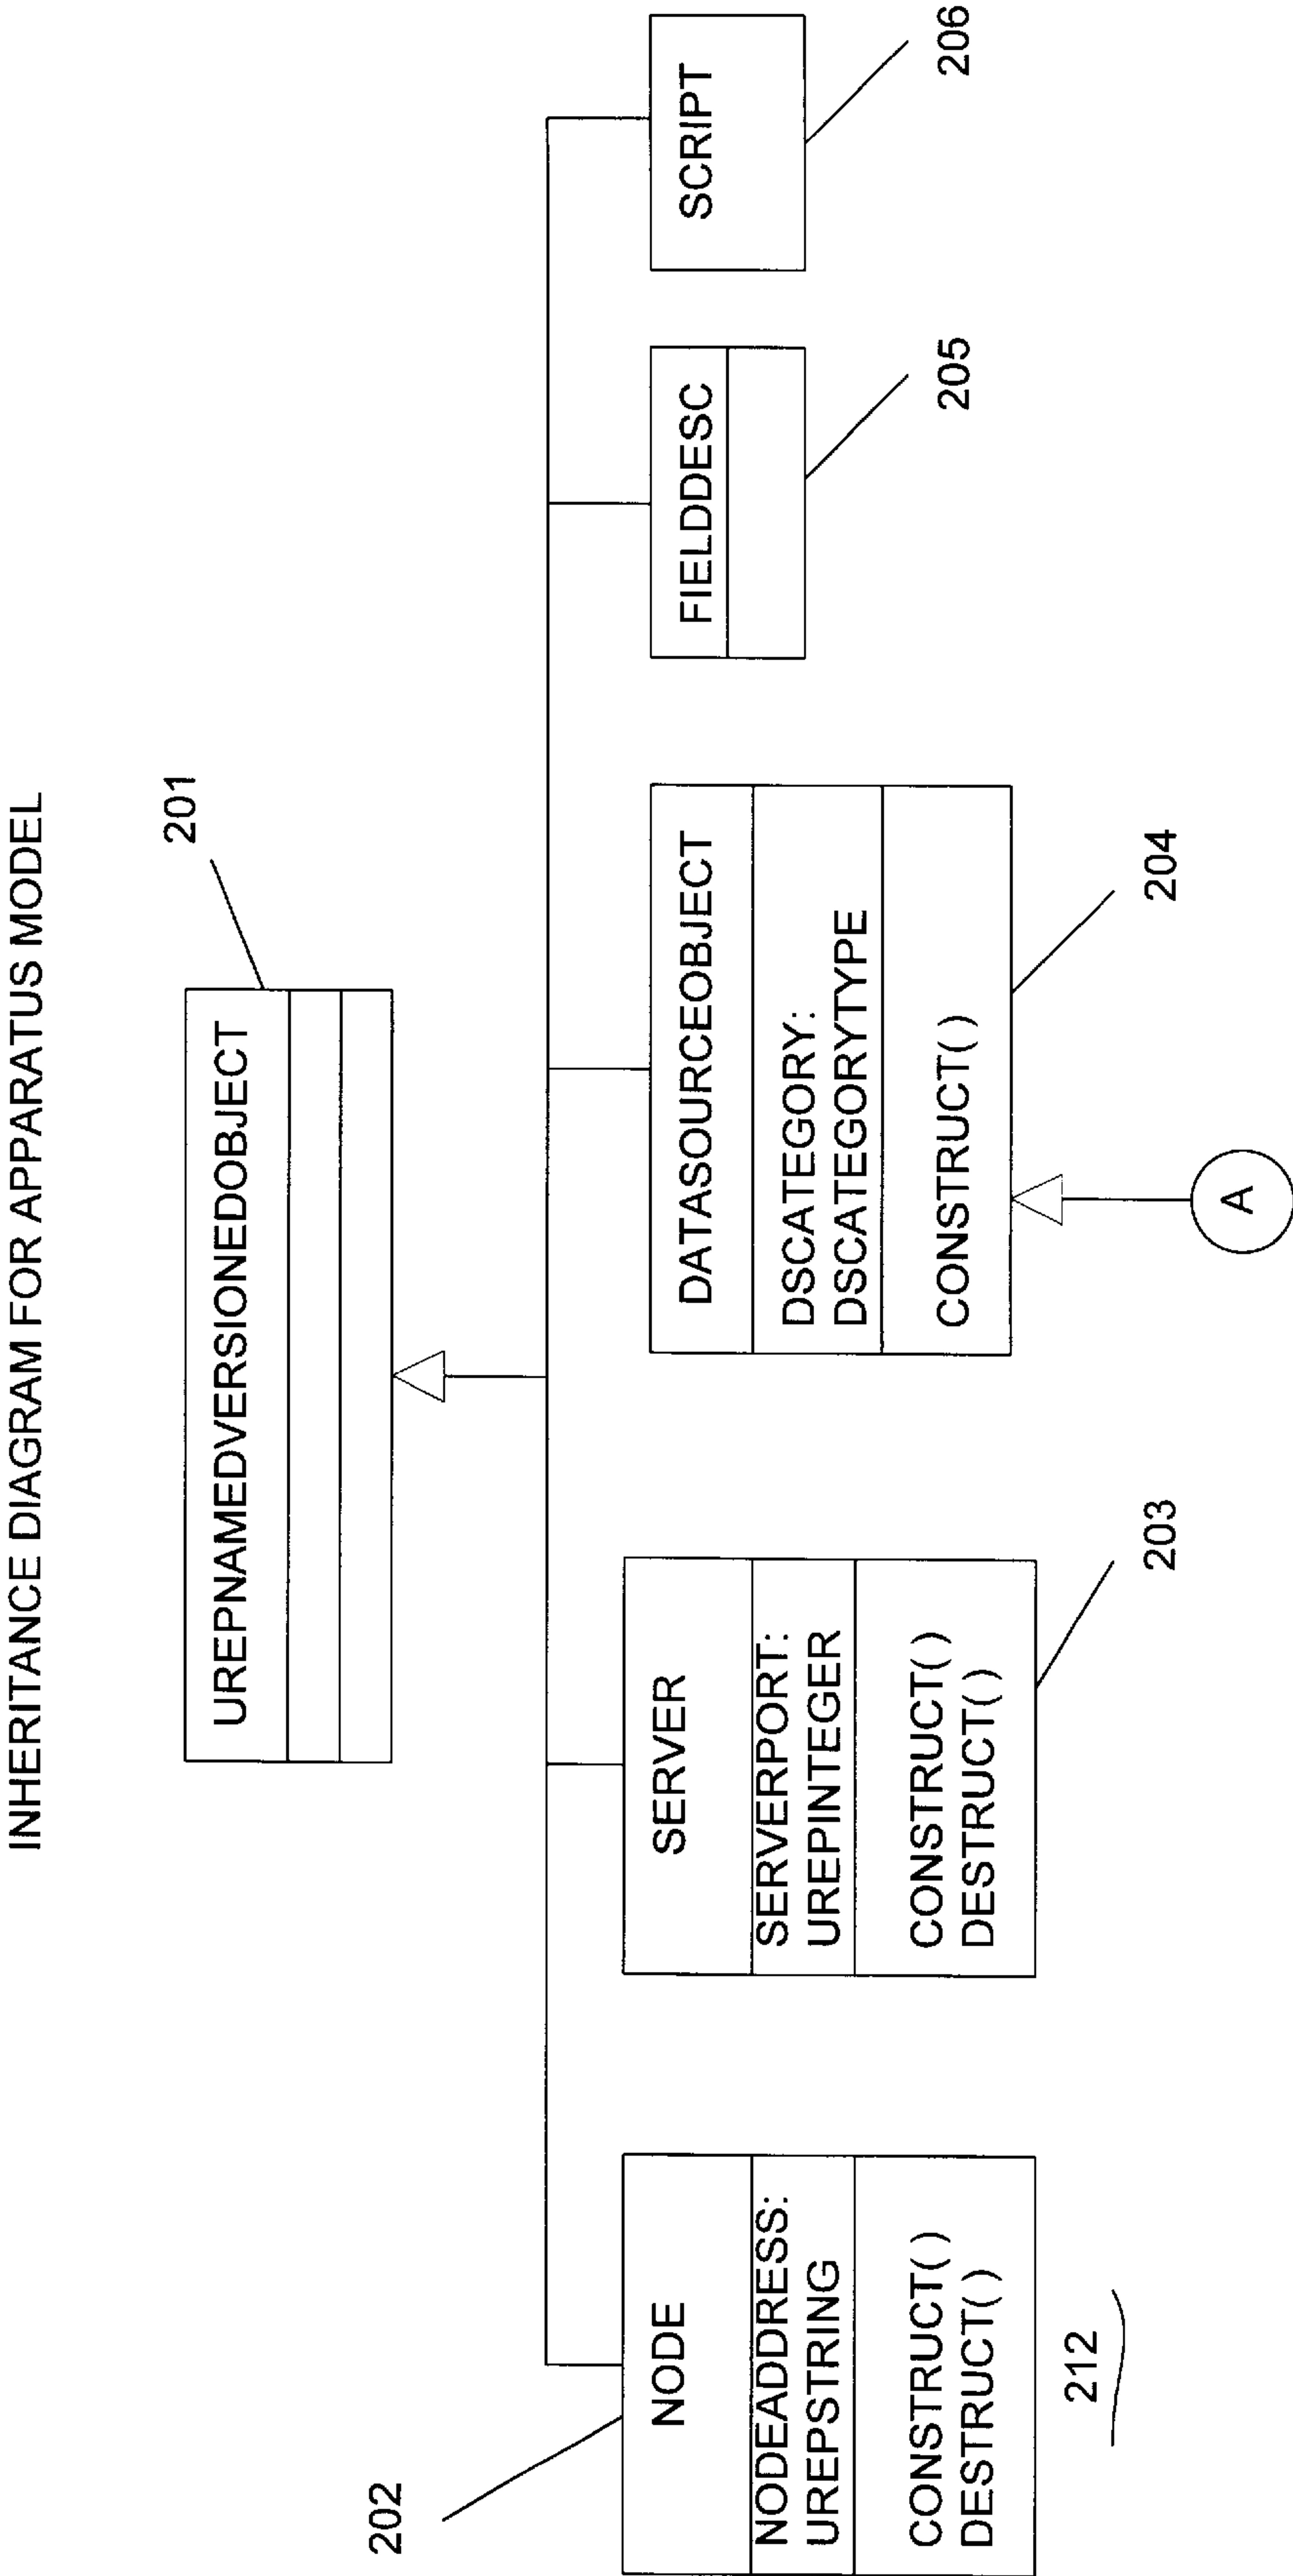 INHERITANCE DIAGRAM FOR APPARATUS MODEL
201
UREPNAMEDVERSIONEDOBJECT
202
NODE
NODEADDRESS:
UREPSTRING
CONSTRUCT( )
DESTRUCT( )
212
SERVER
SERVERPORT:
UREPINTEGER
CONSTRUCT( )
DESTRUCT( )
203
DATASOURCEOBJECT
DSCATEGORY:
DSCATEGORYTYPE
CONSTRUCT( )
204
A
FIELDDESC
205
SCRIPT
206